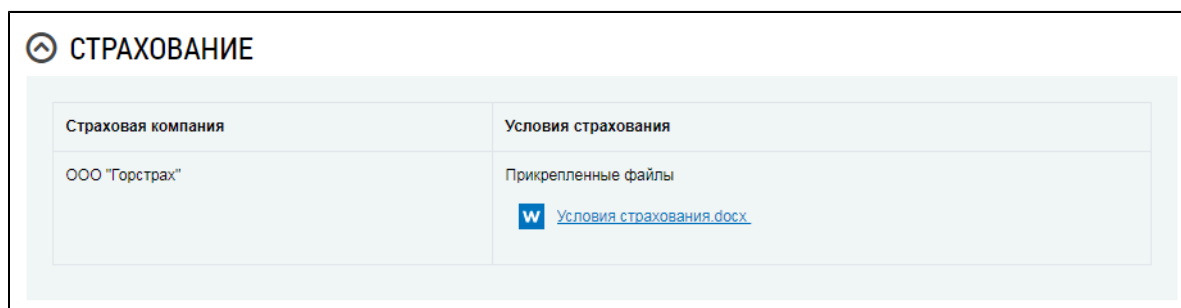 СТРАХОВАНИЕ
Страховая компания
Условия страхования
ООО "Горстрах"
Прикрепленные файлы
W Условия страхования.docx